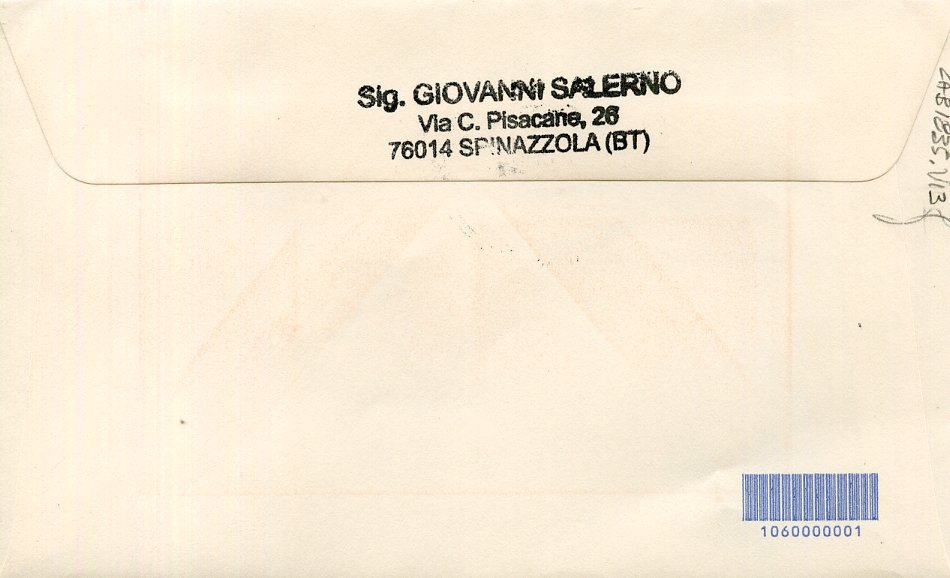 Sig. GIOVANNI SALERNO
Via C. Pisacane, 26
76014 SPINAZZOLA (BT)
1060000001